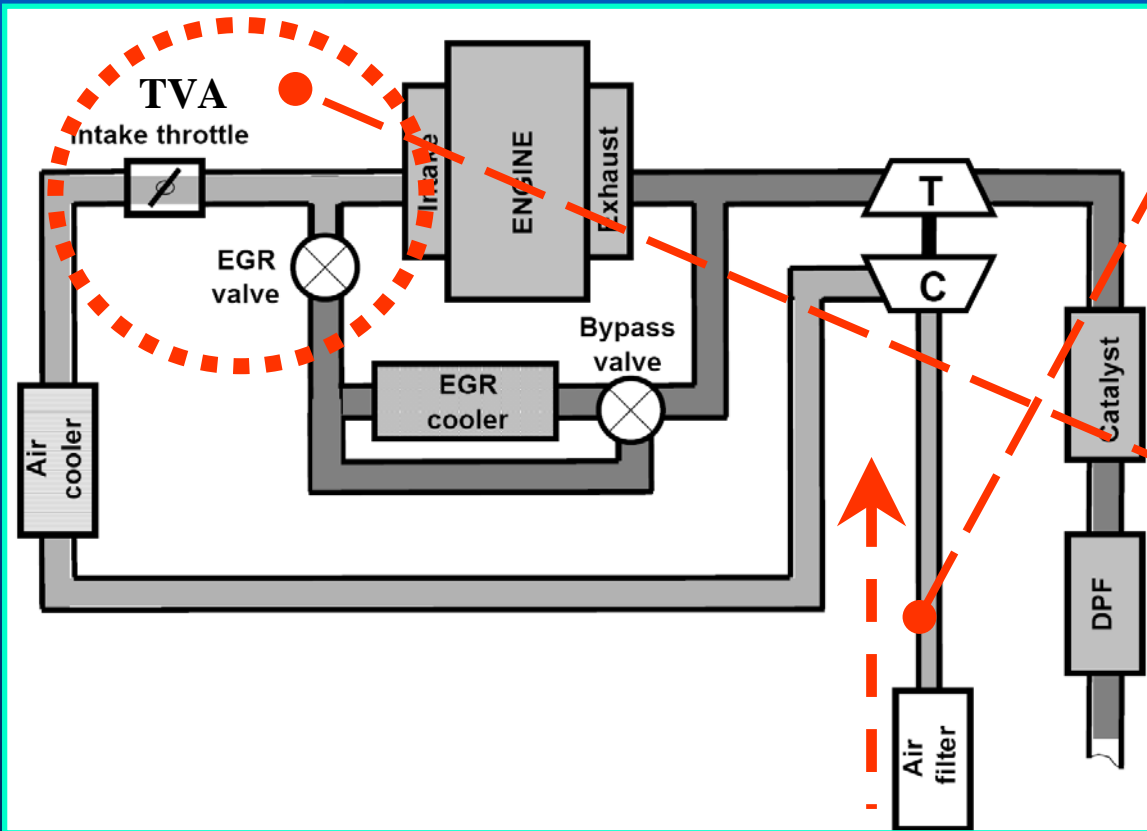 TVA
Intake throttle
Intake
ENGINE
Exhaust
T
C
EGR
valve
Bypass
valve
EGR
cooler
Air
cooler
Catalyst
DPF
Air
filter